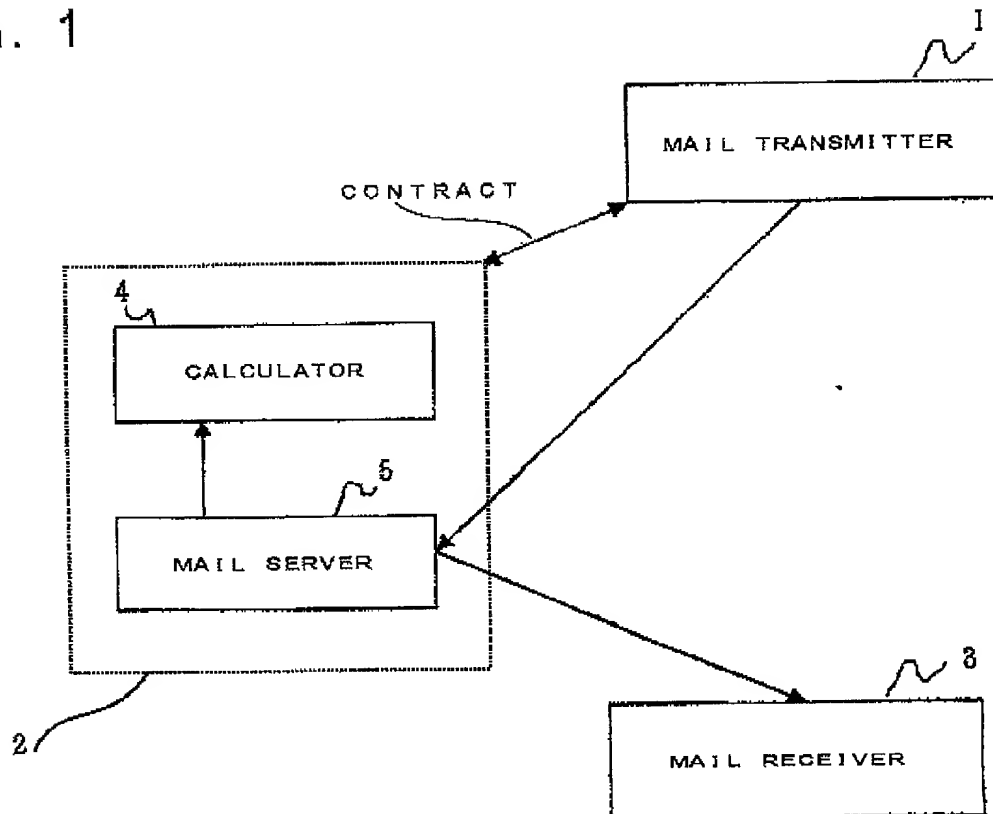 . 1
1
MAIL TRANSMITTER
CONTRACT
4
CALCULATOR
5
MAIL SERVER
3
2
MAIL RECEIVER